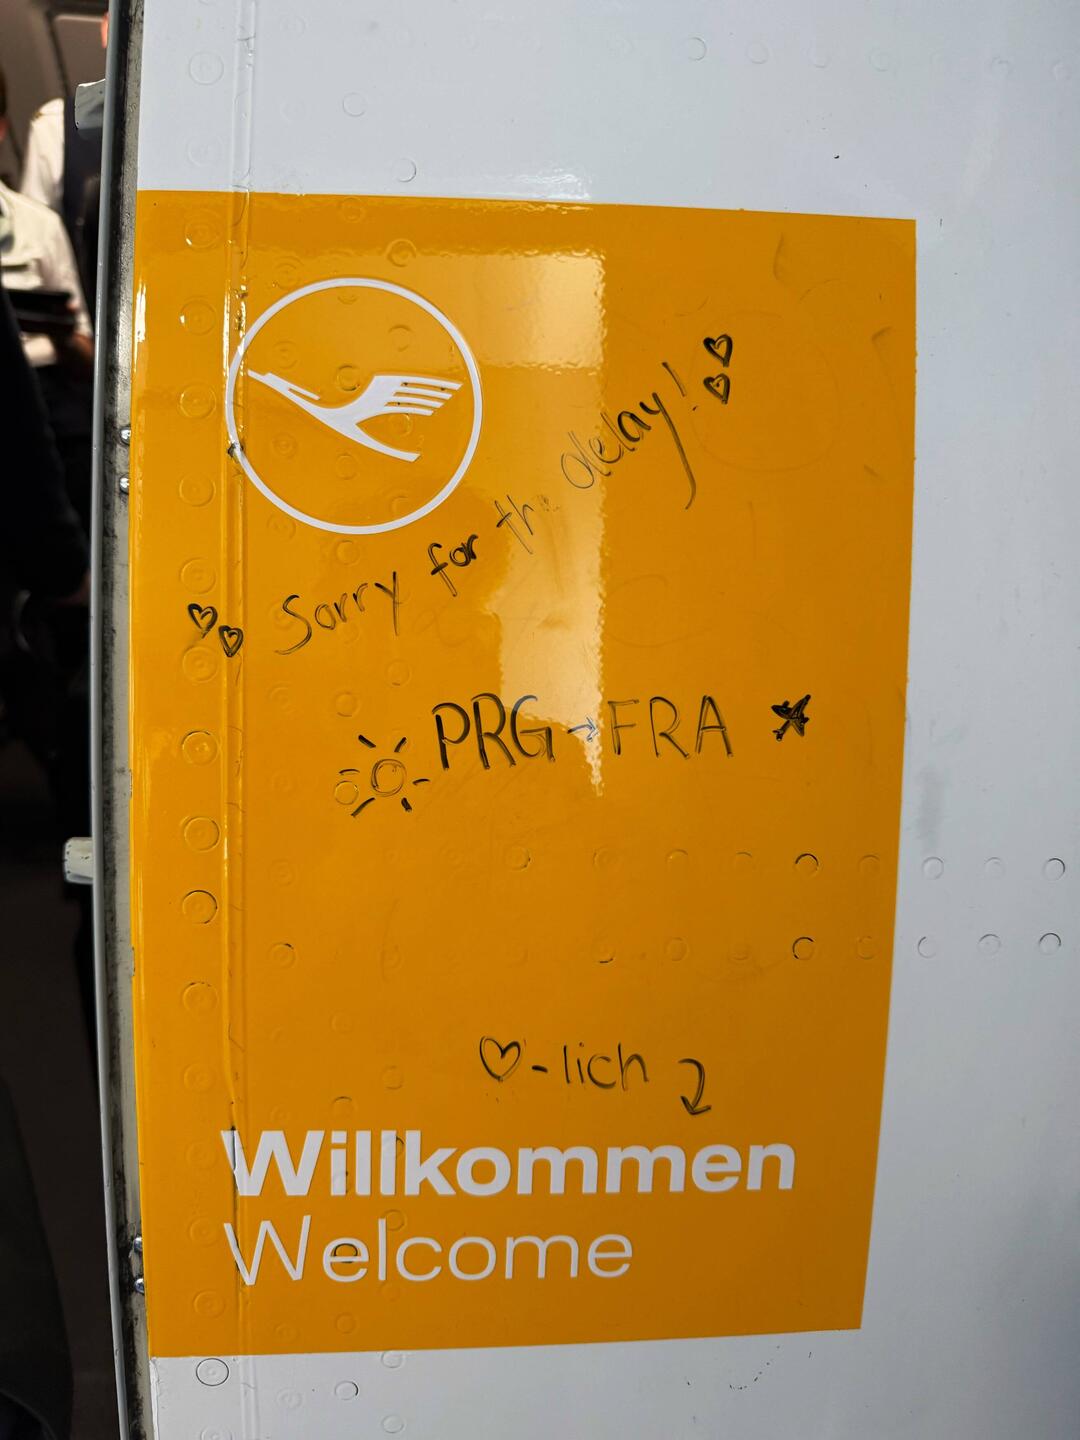 Sorry for the delay!
PRG → FRA
♡-lich
Willkommen
Welcome